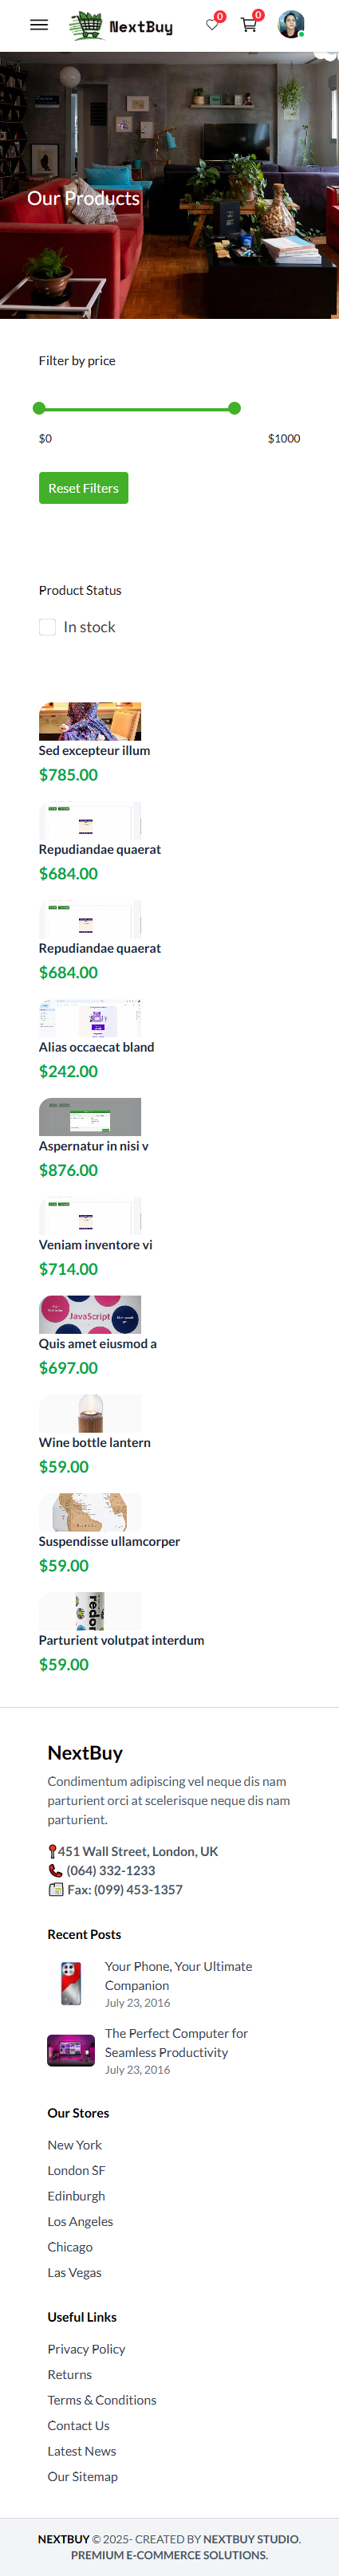 NextBuy
0
0
Our Products
Filter by price
$0
$1000
Reset Filters
Product Status
In stock
Sed excepteur illum
$785.00
Repudiandae quaerat
$684.00
Repudiandae quaerat
$684.00
Alias occaecat bland
$242.00
Aspernatur in nisi v
$876.00
Veniam inventore vi
$714.00
JavaScript
Quis amet eiusmod a
$697.00
Wine bottle lantern
$59.00
Suspendisse ullamcorper
$59.00
redor
Parturient volutpat interdum
$59.00
NextBuy
Condimentum adipiscing vel neque dis nam
parturient orci at scelerisque neque dis nam
parturient.
451 Wall Street, London, UK
(064) 332-1233
Fax: (099) 453-1357
Recent Posts
Your Phone, Your Ultimate
Companion
July 23, 2016
The Perfect Computer for
Seamless Productivity
July 23, 2016
Our Stores
New York
London SF
Edinburgh
Los Angeles
Chicago
Las Vegas
Useful Links
Privacy Policy
Returns
Terms & Conditions
Contact Us
Latest News
Our Sitemap
NEXTBUY © 2025- CREATED BY NEXTBUY STUDIO.
PREMIUM E-COMMERCE SOLUTIONS.